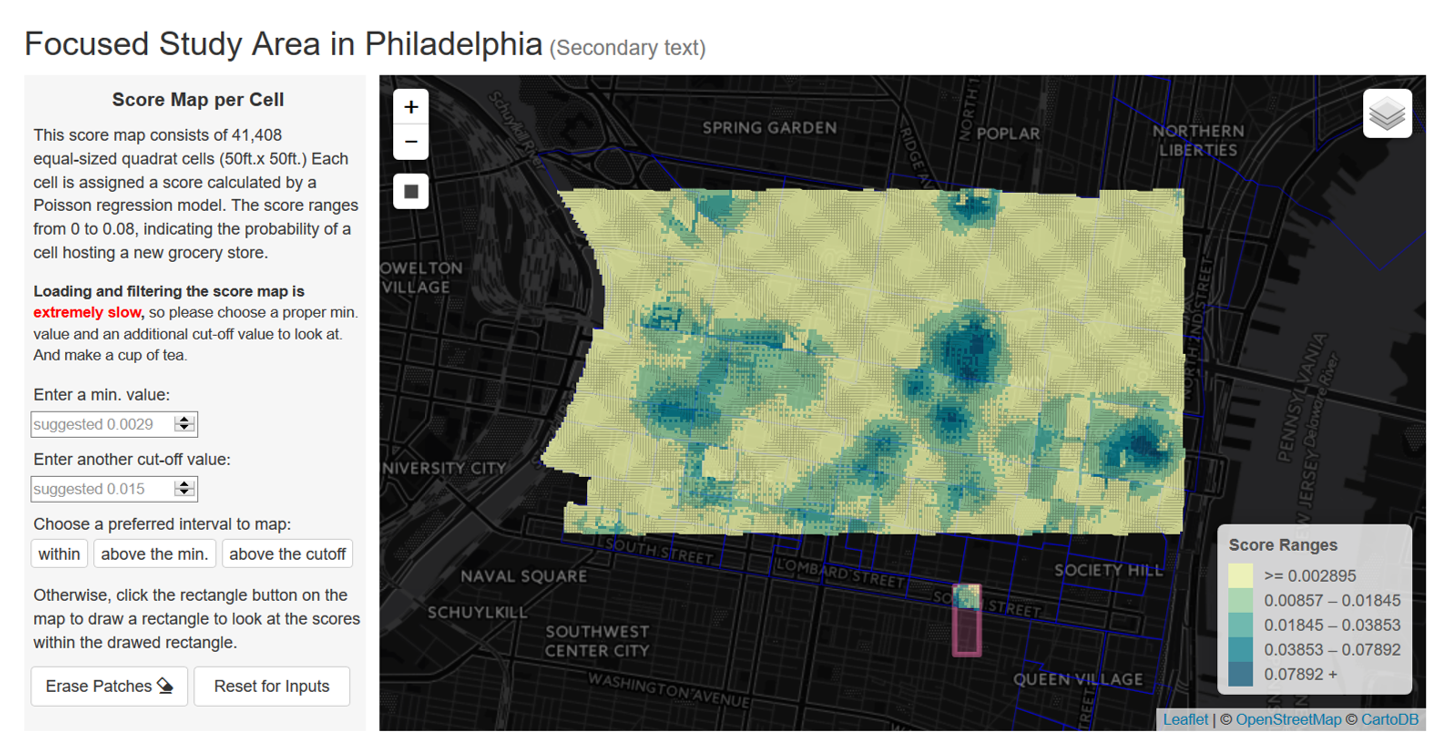 Focused Study Area in Philadelphia (Secondary text)
Score Map per Cell
This score map consists of 41,408
equal-sized quadrat cells (50ft.x 50ft.) Each
cell is assigned a score calculated by a
Poisson regression model. The score ranges
from 0 to 0.08, indicating the probability of a
cell hosting a new grocery store.
Loading and filtering the score map is
extremely slow, so please choose a proper min.
value and an additional cut-off value to look at.
And make a cup of tea.
Enter a min. value:
suggested 0.0029
Enter another cut-off value:
suggested 0.015
Choose a preferred interval to map:
within
above the min.
above the cutoff
Otherwise, click the rectangle button on the
map to draw a rectangle to look at the scores
within the drawed rectangle.
Erase Patches
Reset for Inputs
+
−
Schuylkill River
SPRING GARDEN
RIDGE AV
NORTH 1
POPLAR
NORTHERN
LIBERTIES
OWELTON
VILLAGE
NORTH 2ND STREET
PENNSYLVANIA
Delaware River
NEW JERSEY
NIVERSITY CITY
SOUTH STREET
LOMBARD STREET
SOCIETY HILL
NAVAL SQUARE
SCHUYLKILL
SOUTHWEST
CENTER CITY
WASHINGTON AVENUE
QUEEN VILLAGE
Score Ranges
>= 0.002895
0.00857 – 0.01845
0.01845 – 0.03853
0.03853 – 0.07892
0.07892 +
Leaflet | © OpenStreetMap © CartoDB